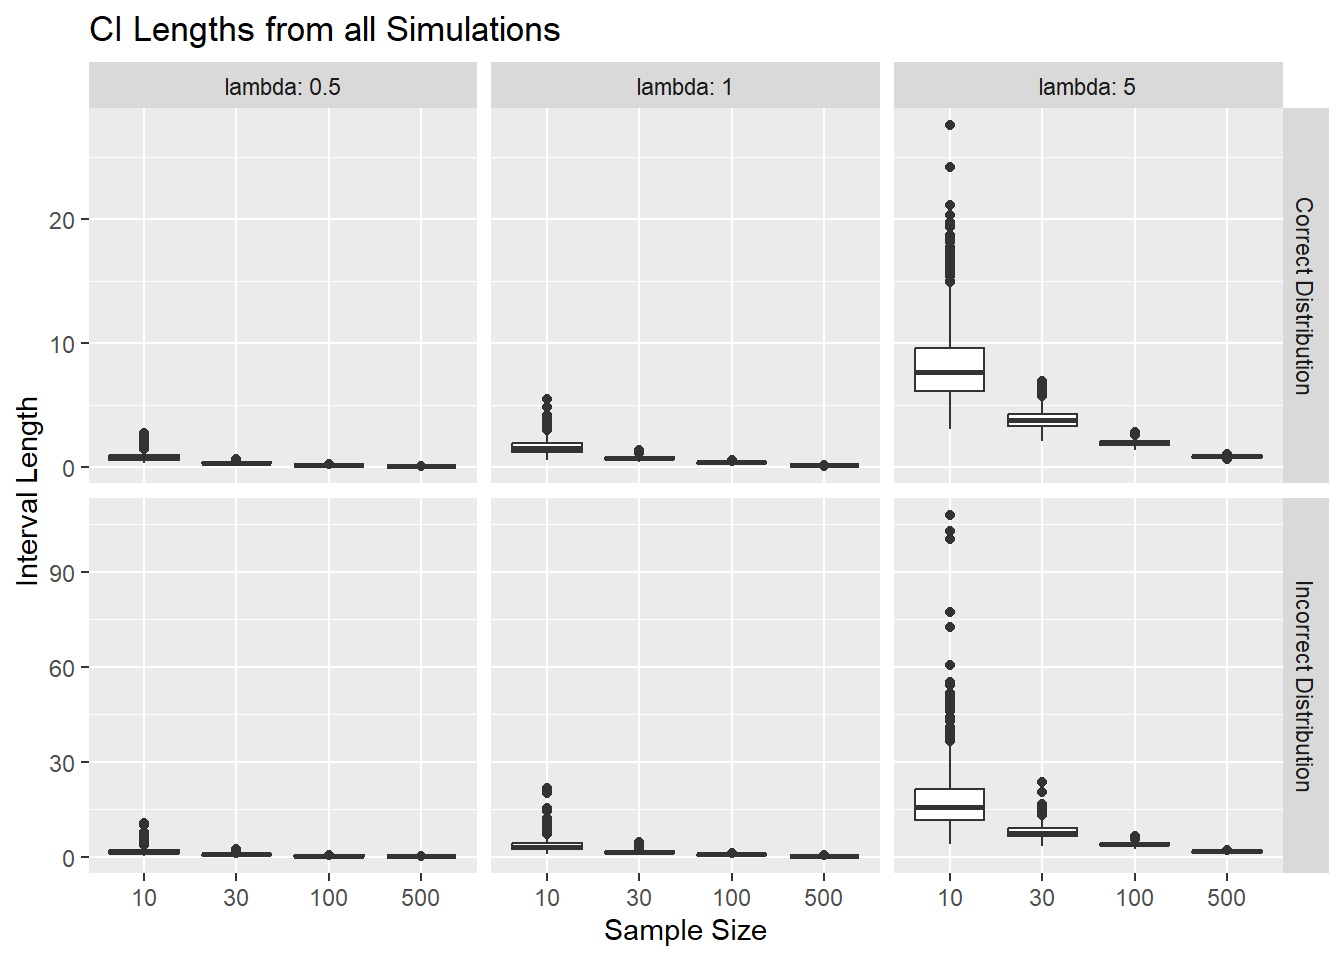 CI Lengths from all Simulations
lambda: 0.5
lambda: 1
lambda: 5
20
10
0
Correct Distribution
Interval Length
90
60
30
0
Incorrect Distribution
10 30 100 500
10 30 100 500
10 30 100 500
Sample Size